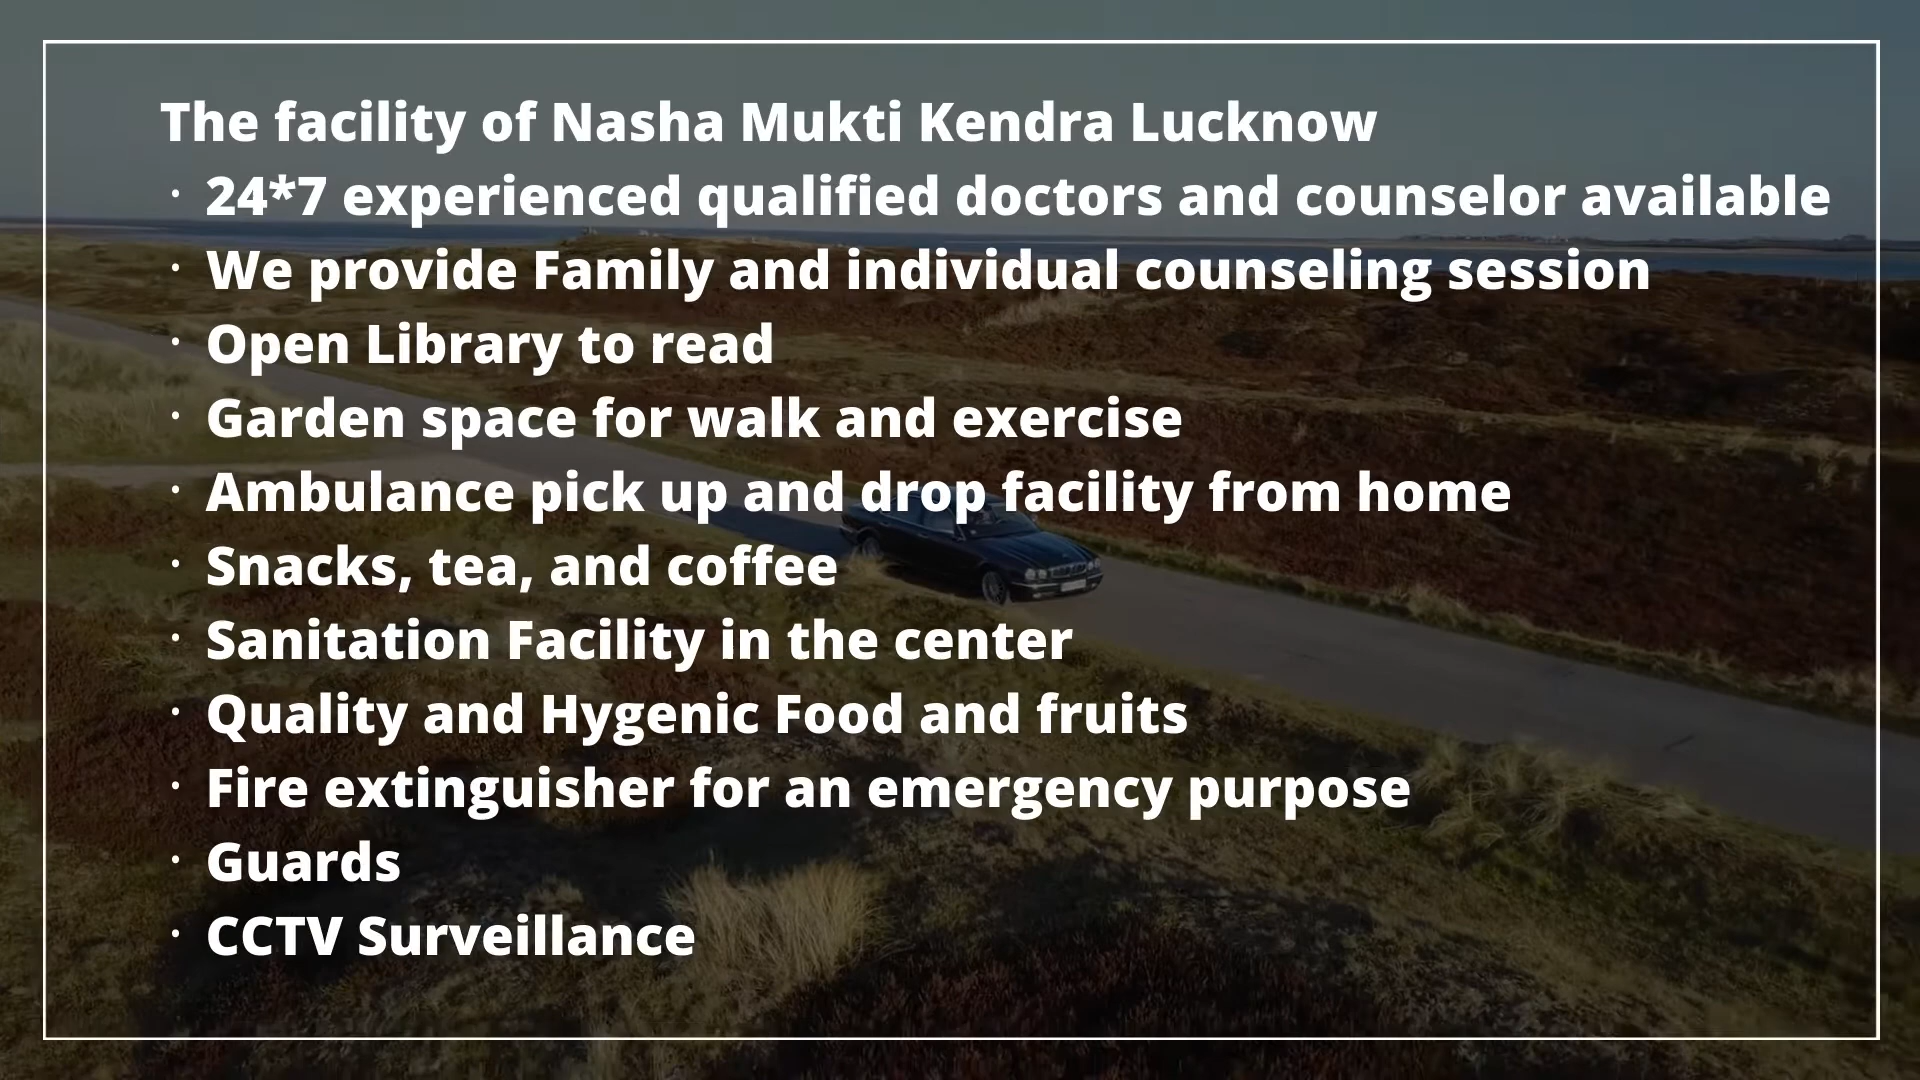 The facility of Nasha Mukti Kendra Lucknow
· 24*7 experienced qualified doctors and counselor available
· We provide Family and individual counseling session
· Open Library to read
· Garden space for walk and exercise
· Ambulance pick up and drop facility from home
· Snacks, tea, and coffee
· Sanitation Facility in the center
· Quality and Hygenic Food and fruits
· Fire extinguisher for an emergency purpose
· Guards
· CCTV Surveillance